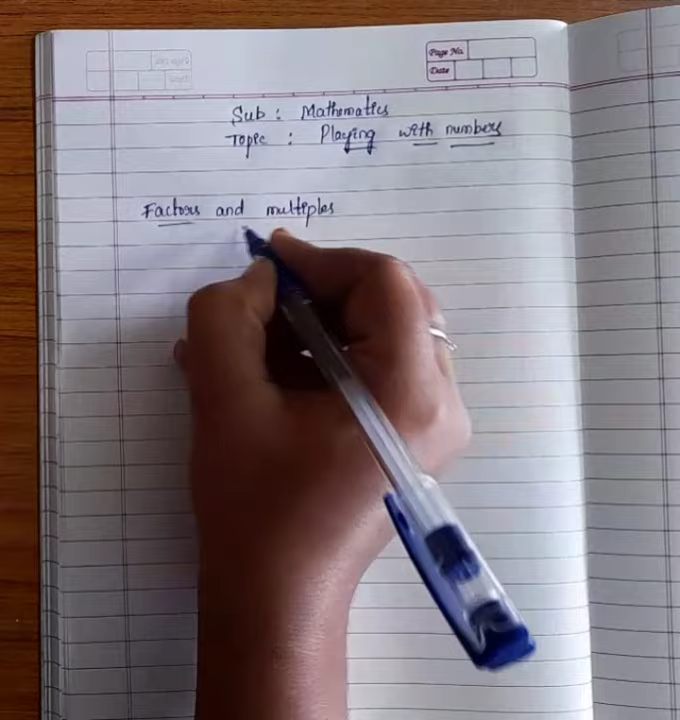 Page No.
Date
Sub : Mathematics
Topic : Playing with numbers
Factors and multiples